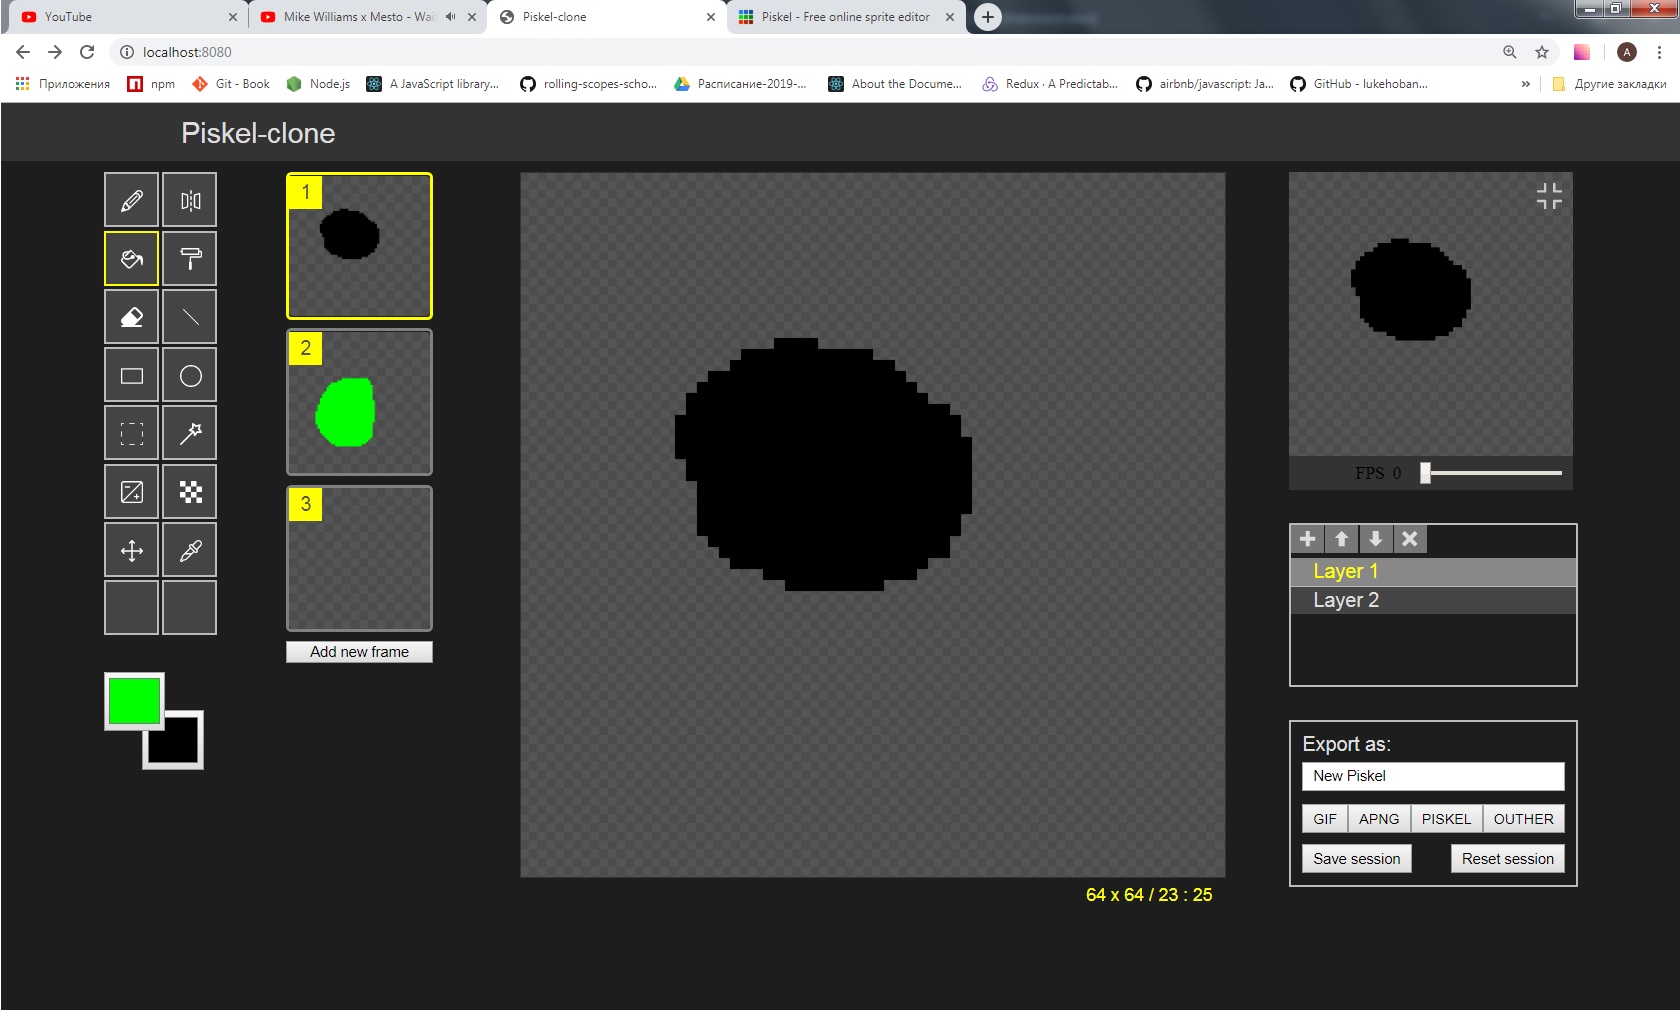 YouTube
Mike Williams x Mesto - Wai
Piskel-clone
Piskel - Free online sprite editor
localhost:8080
A
Приложения
npm
Git - Book
Node.js
A JavaScript library...
rolling-scopes-scho...
Расписание-2019-...
About the Docume...
Redux · A Predictab...
airbnb/javascript: Ja...
GitHub - lukehoban...
»
Другие закладки
Piskel-clone
1
2
3
Add new frame
64 x 64 / 23 : 25
FPS 0
Layer 1
Layer 2
Export as:
New Piskel
GIF
APNG
PISKEL
OUTHER
Save session
Reset session